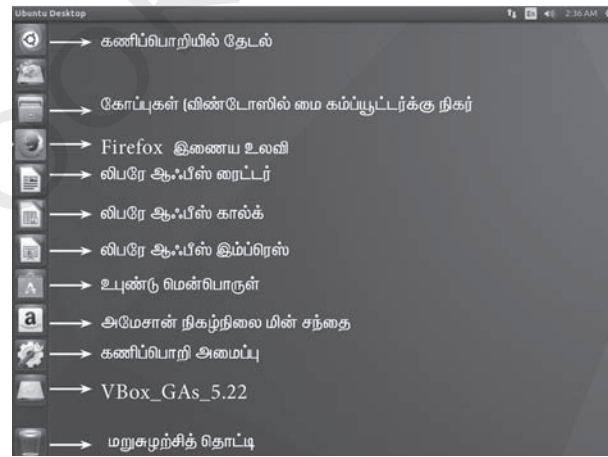 Ubuntu Desktop En 2:36 AM
கணிப்பொறியில் தேடல்
கோப்புகள் (விண்டோஸில் மை கம்ப்யூட்டர்க்கு நிகர்
Firefox இணைய உலவி
லிபரே ஆஃபீஸ் ரைட்டர்
லிபரே ஆஃபீஸ் கால்க்
லிபரே ஆஃபீஸ் இம்ப்ரெஸ்
உபுண்டு மென்பொருள்
a அமேசான் நிகழ்நிலை மின் சந்தை
கணிப்பொறி அமைப்பு
VBox_GAs_5.22
மறுசுழற்சித் தொட்டி